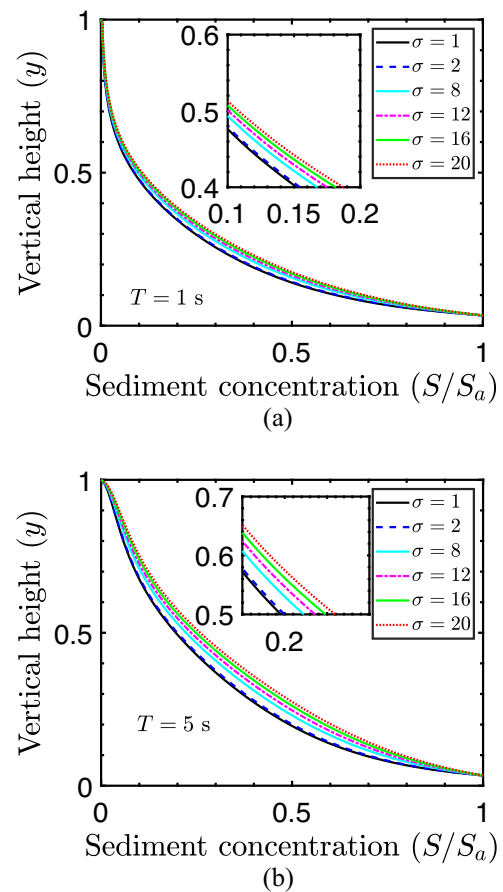 0.6
0.5
0.4
0.1 0.15 0.2
σ = 1
σ = 2
σ = 8
σ = 12
σ = 16
σ = 20
1
0.5
0
Vertical height (y)
T = 1 s
0 0.5 1
Sediment concentration (S/Sₐ)
(a)
0.7
0.6
0.5
0.2
σ = 1
σ = 2
σ = 8
σ = 12
σ = 16
σ = 20
1
0.5
0
Vertical height (y)
T = 5 s
0 0.5 1
Sediment concentration (S/Sₐ)
(b)